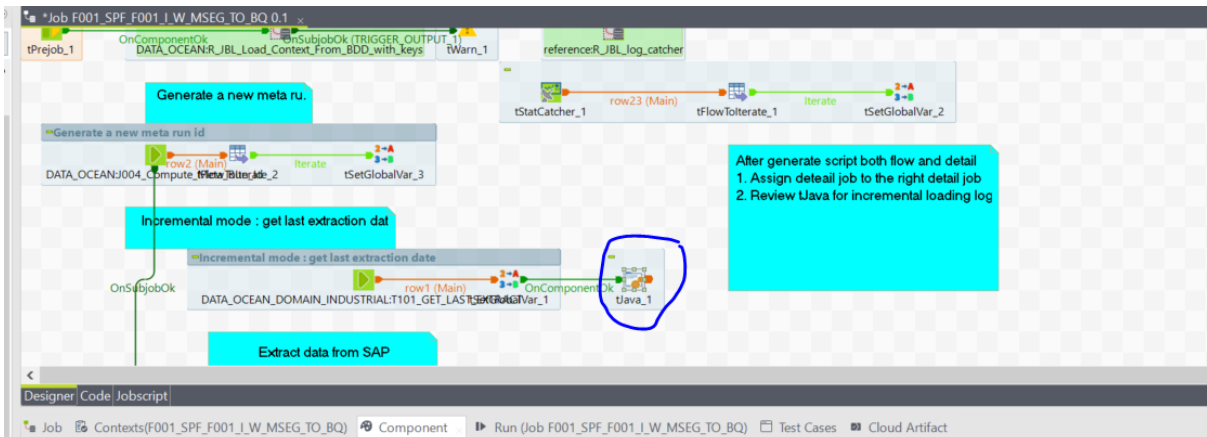 *Job F001_SPF_F001_I_W_MSEG_TO_BQ 0.1
OnComponentOk
OnSubjobOk (TRIGGER_OUTPUT_1)
tPrejob_1
DATA_OCEAN:R_JBL_Load_Context_From_BDD_with_keys
tWarn_1
reference:R_JBL_log_catcher
Generate a new meta ru.
row23 (Main)
Iterate
tStatCatcher_1
tFlowToIterate_1
tSetGlobalVar_2
Generate a new meta run id
row2 (Main)
Iterate
DATA_OCEAN:J004_Compute_
tSetGlobalVar_3
After generate script both flow and detail
1. Assign deteail job to the right detail job
2. Review tJava for incremental loading log
Incremental mode : get last extraction dat
Incremental mode : get last extraction date
OnSubjobOk
row1 (Main)
OnComponentOk
DATA_OCEAN_DOMAIN_INDUSTRIAL:T101_GET_LAST_
tJava_1
Extract data from SAP
Designer Code Jobscript
Job Contexts(F001_SPF_F001_I_W_MSEG_TO_BQ) Component Run (Job F001_SPF_F001_I_W_MSEG_TO_BQ) Test Cases Cloud Artifact